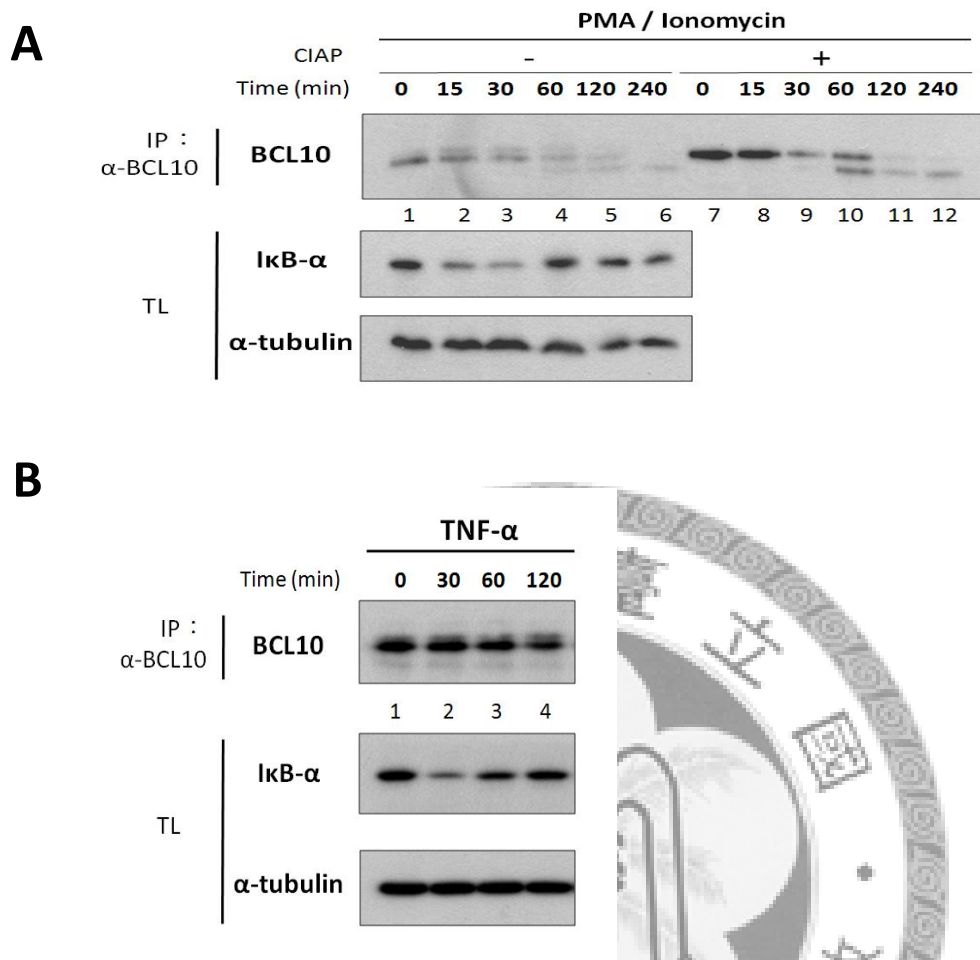 A
PMA / Ionomycin
CIAP - +
Time (min) 0 15 30 60 120 240 0 15 30 60 120 240
IP :
α-BCL10
BCL10
1 2 3 4 5 6 7 8 9 10 11 12
IκB-α
TL
α-tubulin
B
TNF-α
Time (min) 0 30 60 120
IP :
α-BCL10
BCL10
1 2 3 4
IκB-α
TL
α-tubulin
立
國